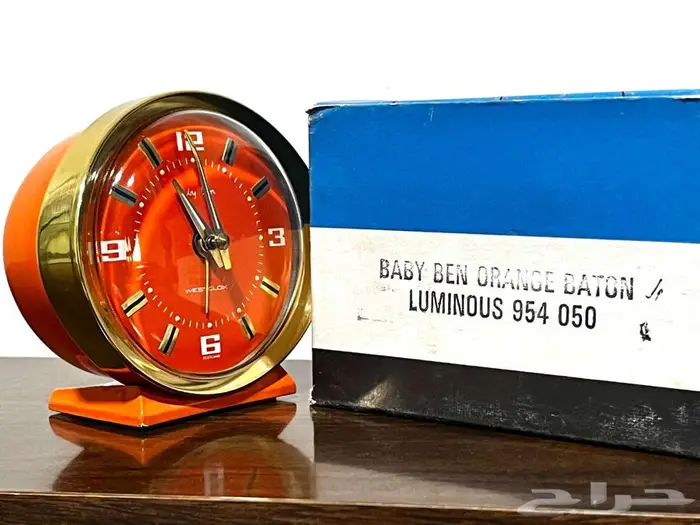 12
3
9
WESTCLOX
6
BABY BEN ORANGE BATON
LUMINOUS 954 050
حراج